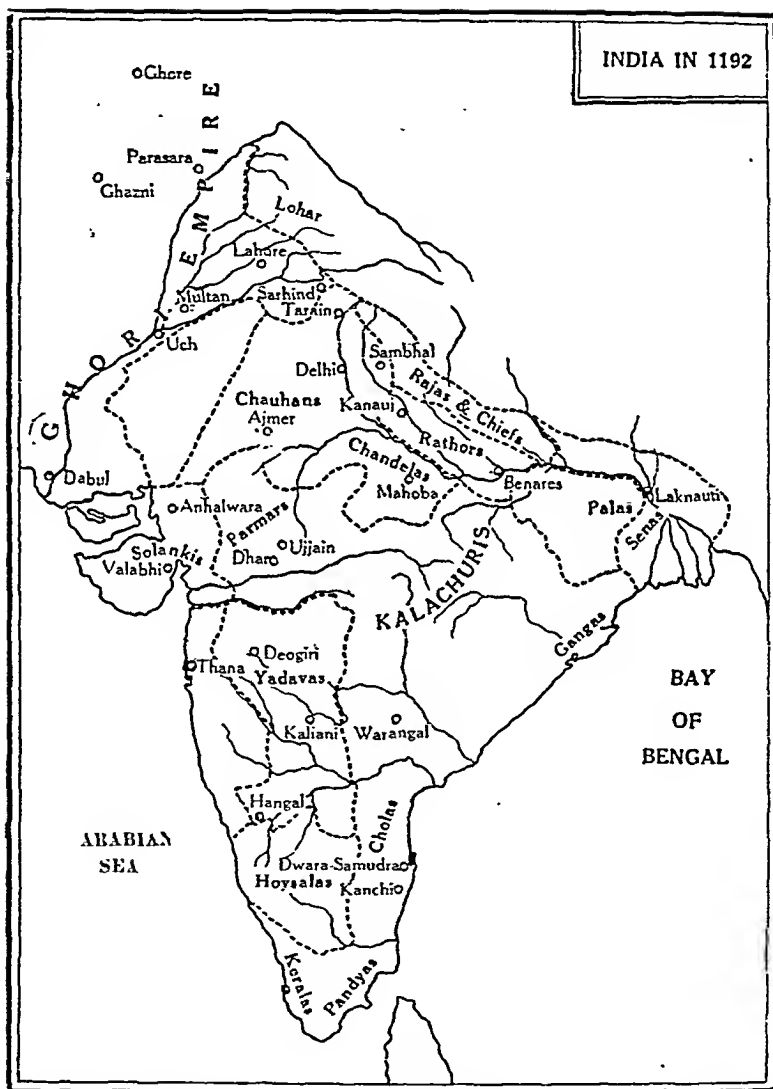 INDIA IN 1192
Ghere
GHORI EMPIRE
Parasara
Ghazni
Lohar
Lahore
Multan
Sarhind
Tarain
Uch
Delhi
Sambhal
Rajas & Chiefs
Chauhans
Kanauj
Ajmer
Rathors
Chandelas
Dabul
Mahoba
Benares
Anhalwara
Parmars
Palas
Laknauti
Senas
Ujjain
Dhar
Solankis
Valabhi
KALACHURIS
Gangas
Deogiri
Thana
Yadavas
Kaliani
Warangal
BAY
OF
BENGAL
Hangal
Cholas
ARABIAN
SEA
Dwara-Samudra
Hoysalas
Kanchi
Keralas
Pandyas